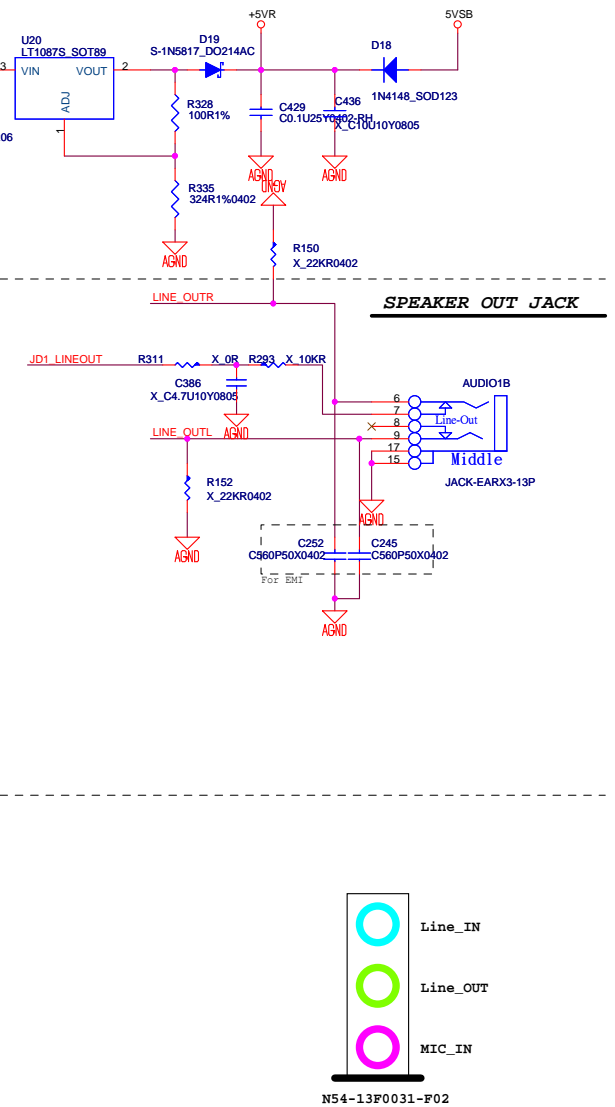 +5VR
5VSB
U20
LT1087S_SOT89
D19
S-1N5817_DO214AC
D18
3
VIN
VOUT
2
ADJ
1
06
R328
100R1%
C429
C0.1U25Y0402-RH
C436
X_C10U10Y0805
1N4148_SOD123
AGND
AGND
AGND
R335
324R1%0402
AGND
R150
X_22KR0402
LINE_OUTR
SPEAKER OUT JACK
JD1_LINEOUT
R311
X_0R
R293
X_10KR
C386
X_C4.7U10Y0805
AGND
AUDIO1B
6
7
8
9
17
15
Line-Out
Middle
JACK-EARX3-13P
LINE_OUTL
R152
X_22KR0402
AGND
AGND
C252
C560P50X0402
C245
C560P50X0402
For EMI
AGND
Line_IN
Line_OUT
MIC_IN
N54-13F0031-F02